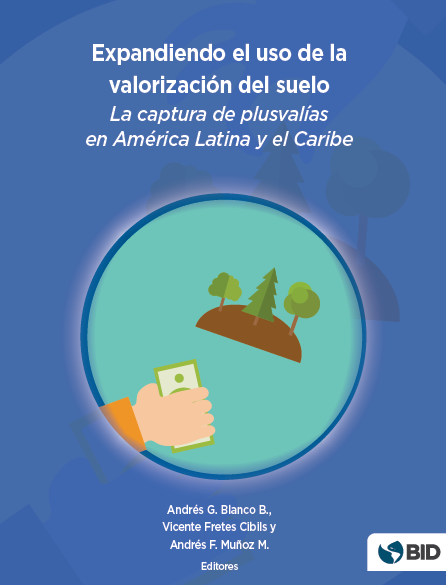 Expandiendo el uso de la
valorización del suelo
La captura de plusvalías
en América Latina y el Caribe
Andrés G. Blanco B.,
Vicente Fretes Cibils y
Andrés F. Muñoz M.
Editores
BID